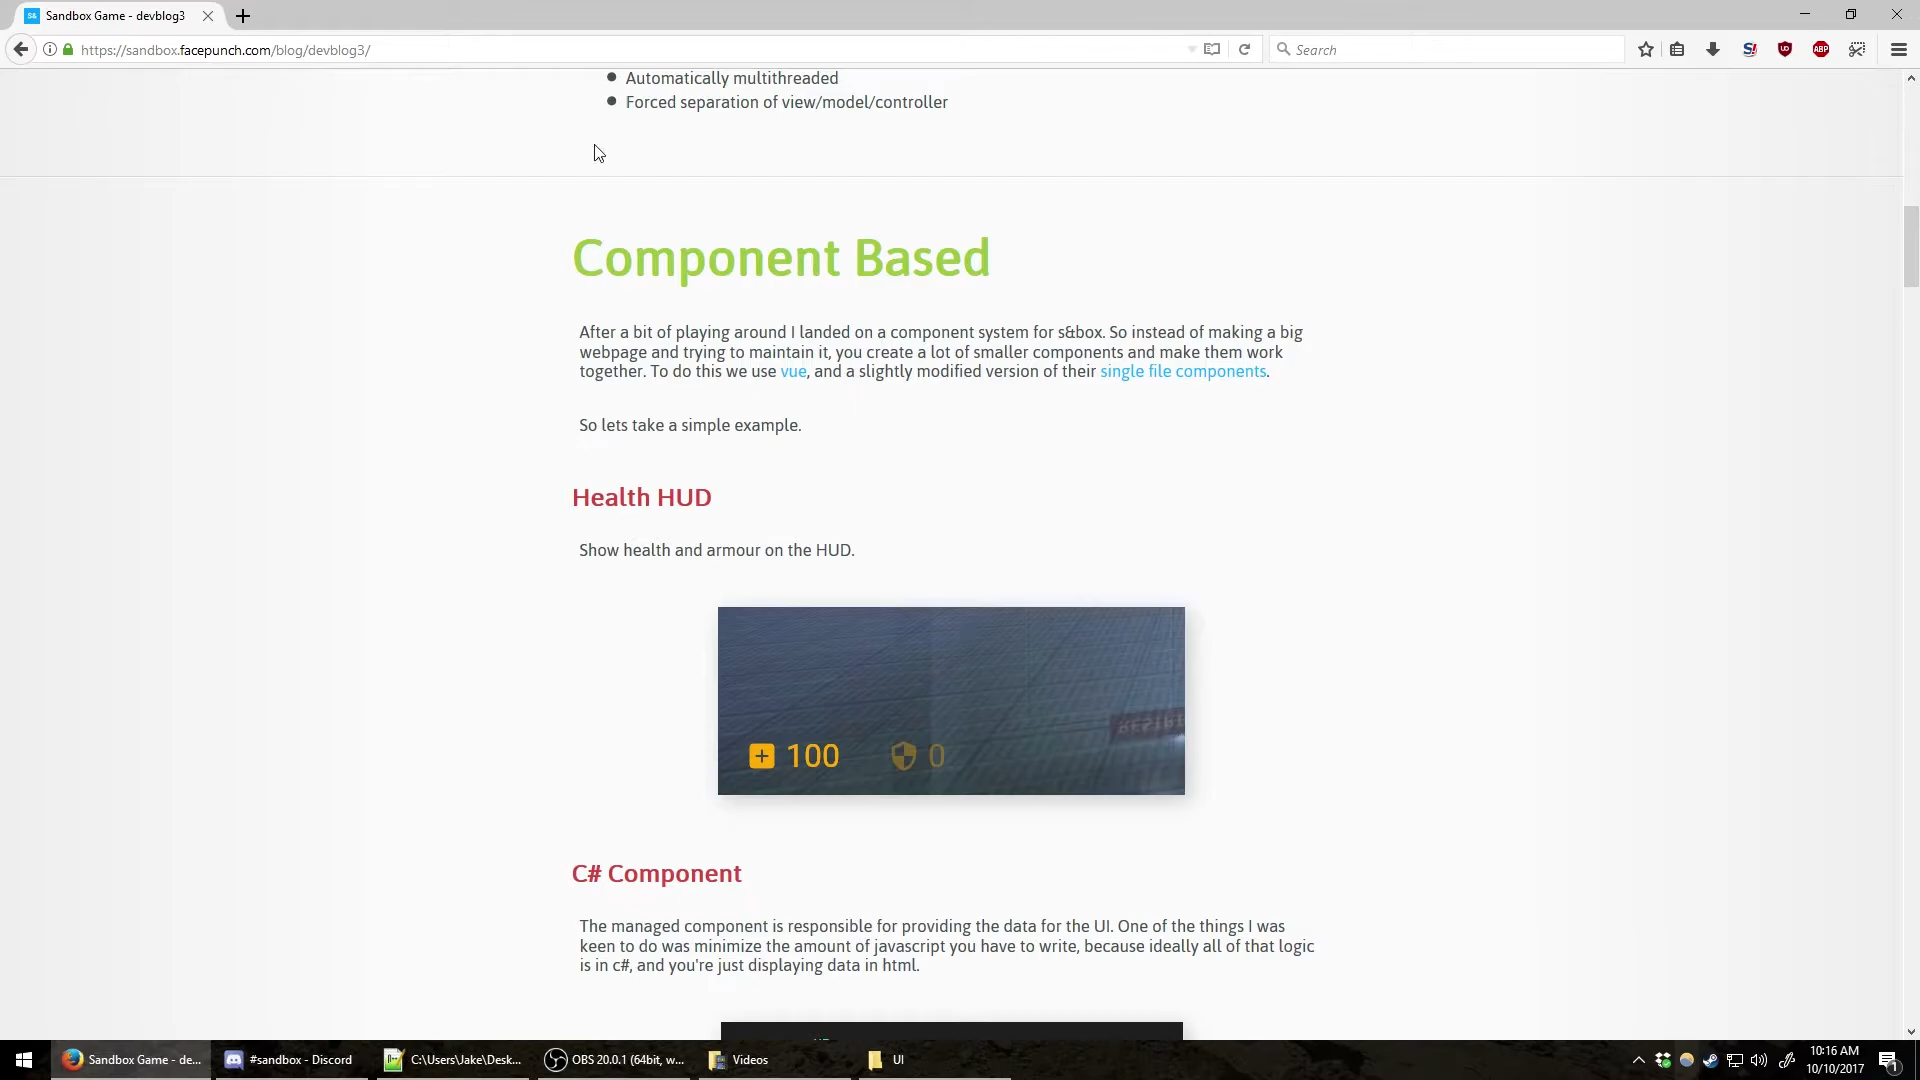 Sandbox Game - devblog3
https://sandbox.facepunch.com/blog/devblog3/
Search
Automatically multithreaded
Forced separation of view/model/controller
Component Based
After a bit of playing around I landed on a component system for s&box. So instead of making a big
webpage and trying to maintain it, you create a lot of smaller components and make them work
together. To do this we use vue, and a slightly modified version of their single file components.
So lets take a simple example.
Health HUD
Show health and armour on the HUD.
100
0
C# Component
The managed component is responsible for providing the data for the UI. One of the things I was
keen to do was minimize the amount of javascript you have to write, because ideally all of that logic
is in c#, and you're just displaying data in html.
Sandbox Game - de...
#sandbox - Discord
C:\Users\Jake\Desk...
OBS 20.0.1 (64bit, w...
Videos
UI
10:16 AM
10/10/2017
1